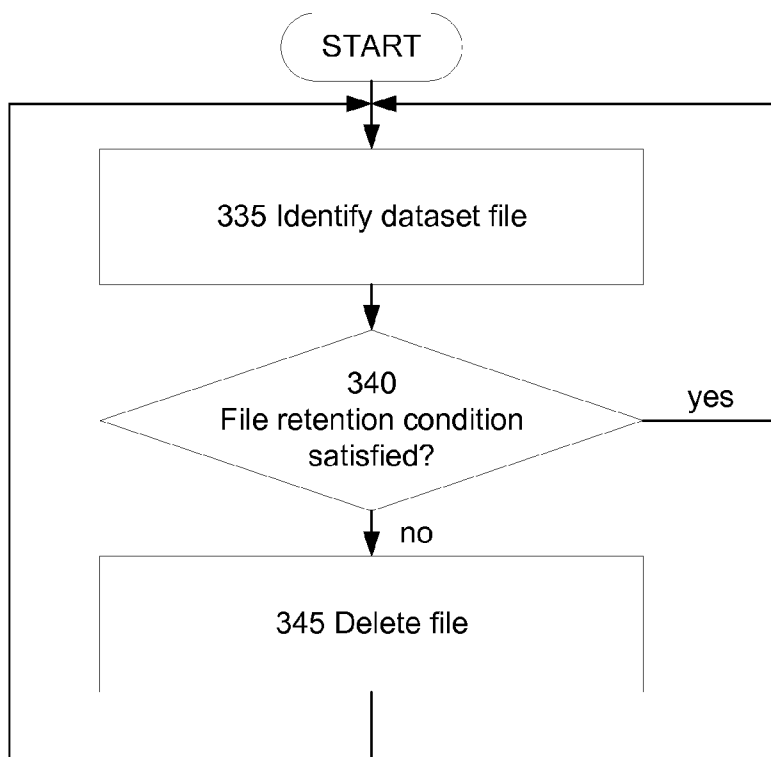 START
335 Identify dataset file
340
File retention condition
satisfied?
yes
no
345 Delete file